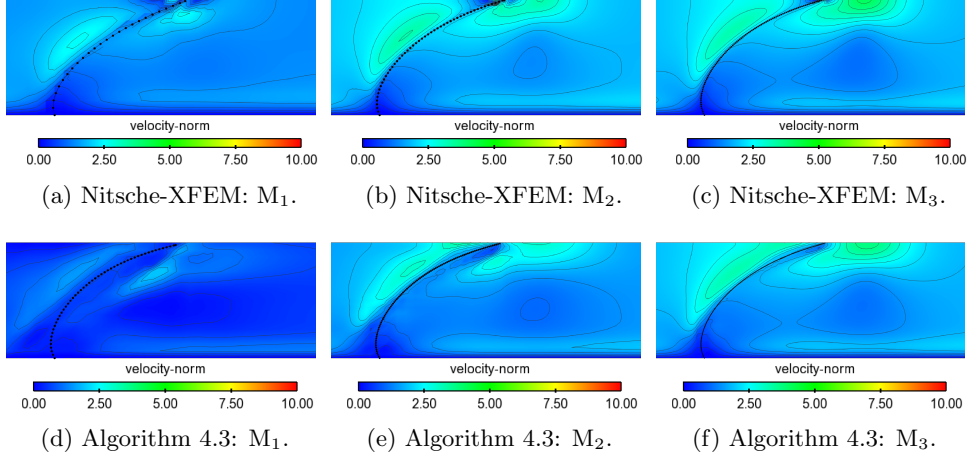 velocity-norm velocity-norm velocity-norm
0.00 2.50 5.00 7.50 10.00 0.00 2.50 5.00 7.50 10.00 0.00 2.50 5.00 7.50 10.00
(a) Nitsche-XFEM: M₁. (b) Nitsche-XFEM: M₂. (c) Nitsche-XFEM: M₃.
velocity-norm velocity-norm velocity-norm
0.00 2.50 5.00 7.50 10.00 0.00 2.50 5.00 7.50 10.00 0.00 2.50 5.00 7.50 10.00
(d) Algorithm 4.3: M₁. (e) Algorithm 4.3: M₂. (f) Algorithm 4.3: M₃.